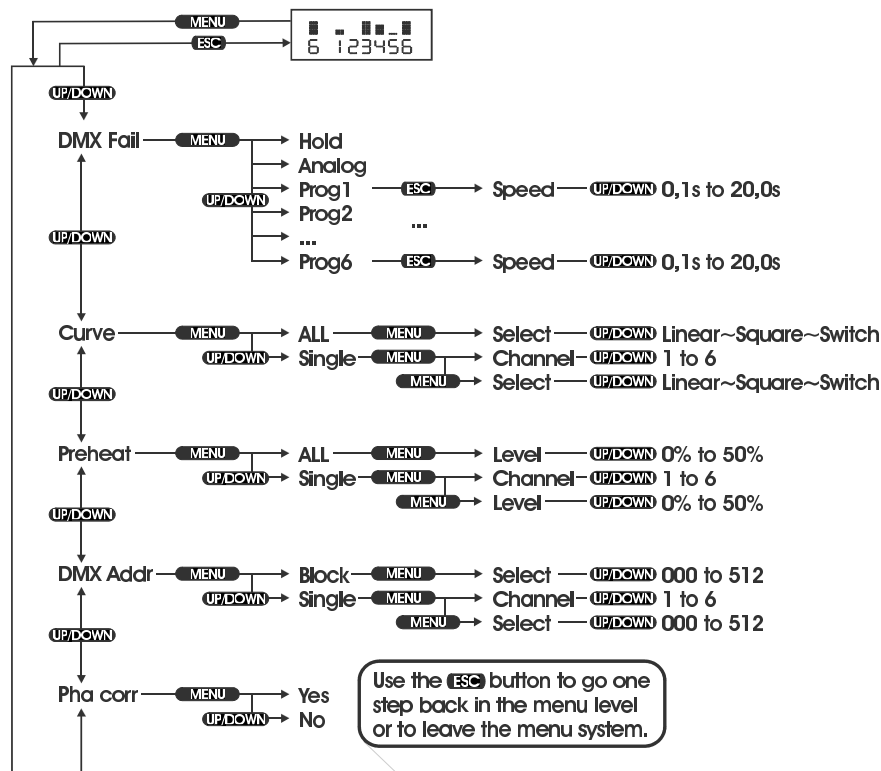 MENU
ESC
6 123456
UP/DOWN
DMX Fail MENU Hold
Analog
Prog1 ESC Speed UP/DOWN 0,1s to 20,0s
UP/DOWN
Prog2 ...
...
UP/DOWN
Prog6 ESC Speed UP/DOWN 0,1s to 20,0s
Curve MENU ALL MENU Select UP/DOWN Linear~Square~Switch
UP/DOWN Single MENU Channel UP/DOWN 1 to 6
MENU Select UP/DOWN Linear~Square~Switch
UP/DOWN
Preheat MENU ALL MENU Level UP/DOWN 0% to 50%
UP/DOWN Single MENU Channel UP/DOWN 1 to 6
MENU Level UP/DOWN 0% to 50%
UP/DOWN
DMX Addr MENU Block MENU Select UP/DOWN 000 to 512
UP/DOWN Single MENU Channel UP/DOWN 1 to 6
MENU Select UP/DOWN 000 to 512
UP/DOWN
Pha corr MENU Yes
UP/DOWN No
Use the ESC button to go one
step back in the menu level
or to leave the menu system.